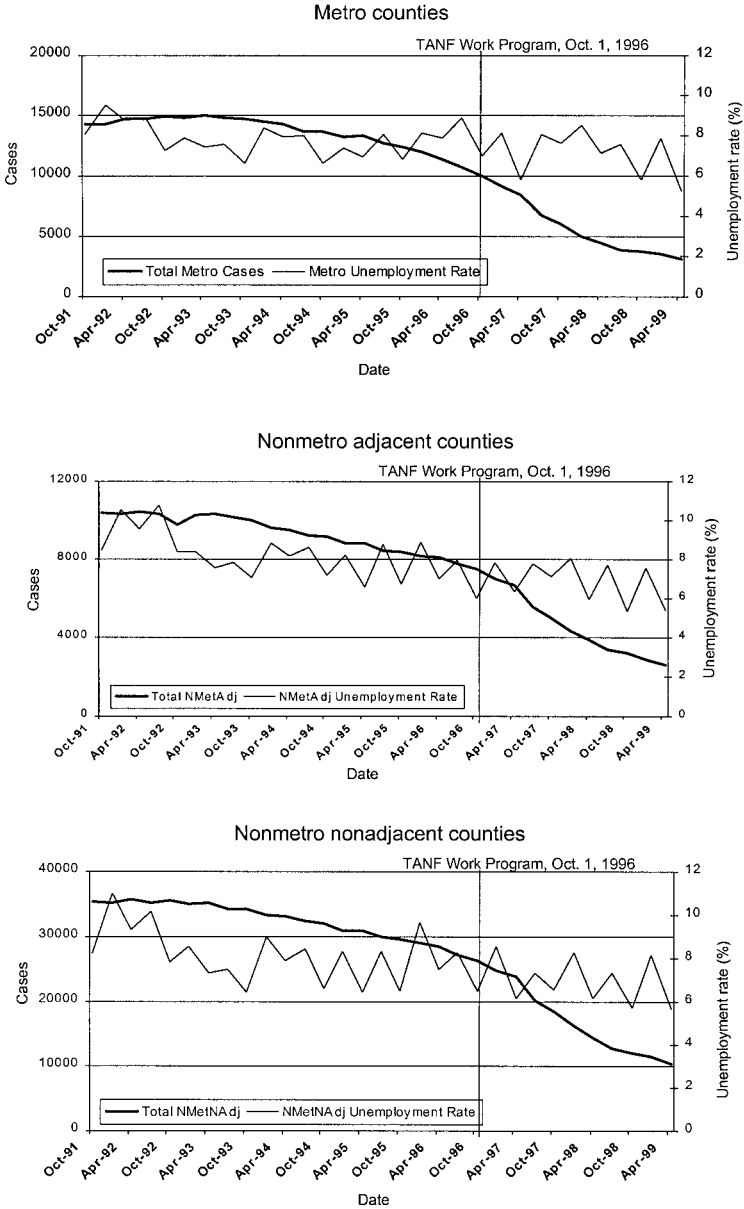 Metro counties
TANF Work Program, Oct. 1, 1996
20000
15000
10000
5000
0
Cases
12
10
8
6
4
2
0
Unemployment rate (%)
Total Metro Cases
Metro Unemployment Rate
Oct-91
Apr-92
Oct-92
Apr-93
Oct-93
Apr-94
Oct-94
Apr-95
Oct-95
Apr-96
Oct-96
Apr-97
Oct-97
Apr-98
Oct-98
Apr-99
Date
Nonmetro adjacent counties
TANF Work Program, Oct. 1, 1996
12000
8000
4000
0
Cases
12
10
8
6
4
2
0
Unemployment rate (%)
Total NMetAdj
NMetAdj Unemployment Rate
Oct-91
Apr-92
Oct-92
Apr-93
Oct-93
Apr-94
Oct-94
Apr-95
Oct-95
Apr-96
Oct-96
Apr-97
Oct-97
Apr-98
Oct-98
Apr-99
Date
Nonmetro nonadjacent counties
TANF Work Program, Oct. 1, 1996
40000
30000
20000
10000
0
Cases
12
10
8
6
4
2
0
Unemployment rate (%)
Total NMetNAdj
NMetNAdj Unemployment Rate
Oct-91
Apr-92
Oct-92
Apr-93
Oct-93
Apr-94
Oct-94
Apr-95
Oct-95
Apr-96
Oct-96
Apr-97
Oct-97
Apr-98
Oct-98
Apr-99
Date